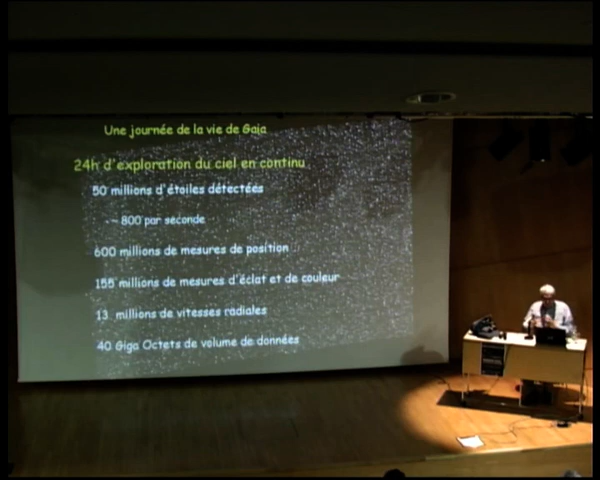 Une journée de la vie de Gaia
24h d'exploration du ciel en continu
50 millions d'étoiles détectées
- ~ 800 par seconde
600 millions de mesures de position
155 millions de mesures d'éclat et de couleur
13 millions de vitesses radiales
40 Giga Octets de volume de données